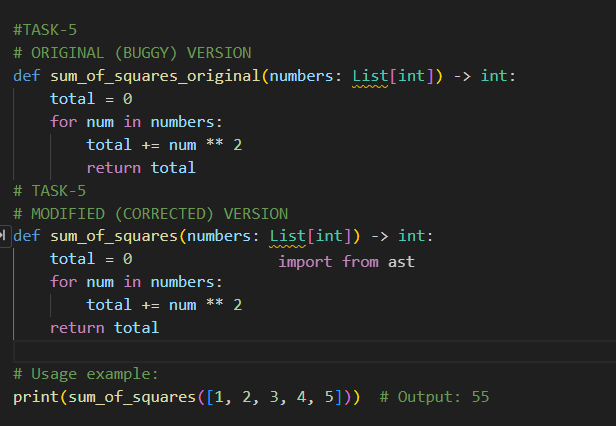 #TASK-5
# ORIGINAL (BUGGY) VERSION
def sum_of_squares_original(numbers: List[int]) -> int:
    total = 0
    for num in numbers:
        total += num ** 2
        return total
# TASK-5
# MODIFIED (CORRECTED) VERSION
def sum_of_squares(numbers: List[int]) -> int:
    total = 0                import from ast
    for num in numbers:
        total += num ** 2
    return total

# Usage example:
print(sum_of_squares([1, 2, 3, 4, 5]))  # Output: 55